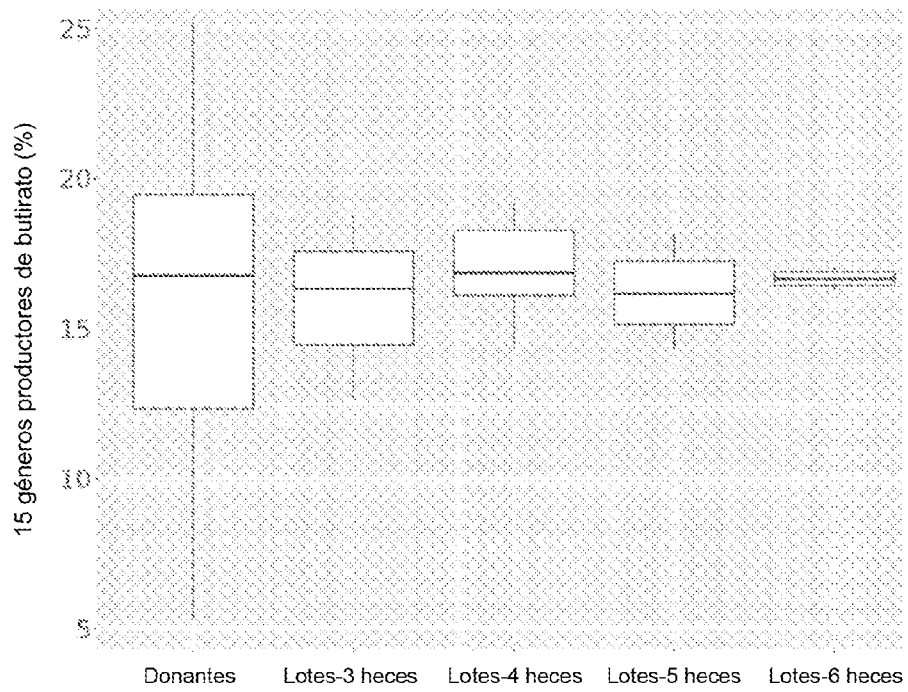 15 géneros productores de butirato (%)
25
20
15
10
5
Donantes Lotes-3 heces Lotes-4 heces Lotes-5 heces Lotes-6 heces